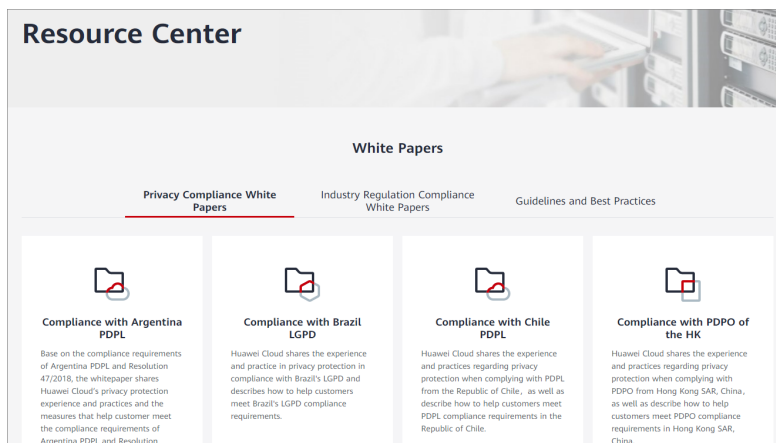 Resource Center
White Papers
Privacy Compliance White
Papers
Industry Regulation Compliance
White Papers
Guidelines and Best Practices
Compliance with Argentina
PDPL
Base on the compliance requirements
of Argentina PDPL and Resolution
47/2018, the whitepaper shares
Huawei Cloud's privacy protection
experience and practices and the
measures that help customer meet
the compliance requirements of
Argentina PDPL and Resolution
Compliance with Brazil
LGPD
Huawei Cloud shares the experience
and practice in privacy protection in
compliance with Brazil's LGPD and
describes how to help customers
meet Brazil's LGPD compliance
requirements.
Compliance with Chile
PDPL
Huawei Cloud shares the experience
and practices regarding privacy
protection when complying with PDPL
from the Republic of Chile, as well as
describe how to help customers meet
PDPL compliance requirements in the
Republic of Chile.
Compliance with PDPO of
the HK
Huawei Cloud shares the experience
and practices regarding privacy
protection when complying with
PDPO from Hong Kong SAR, China,
as well as describe how to help
customers meet PDPO compliance
requirements in Hong Kong SAR,
China.